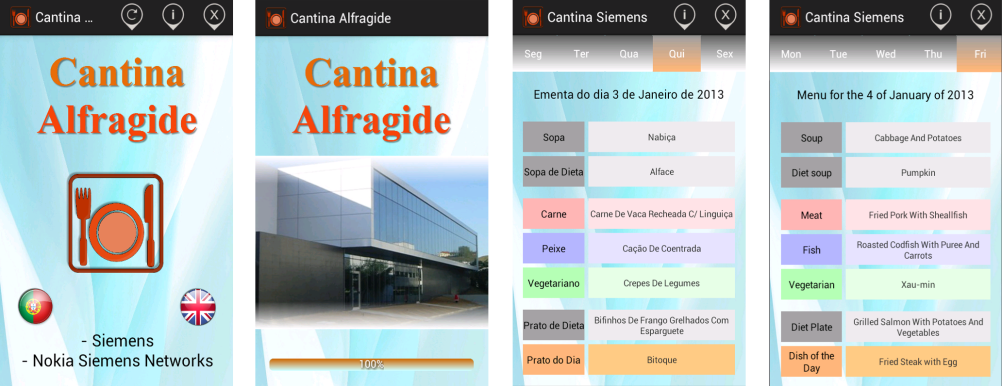 Cantina ...
i
X
Cantina
Alfragide
- Siemens
- Nokia Siemens Networks
Cantina Alfragide
Cantina
Alfragide
100%
Cantina Siemens
i
X
Seg Ter Qua Qui Sex
Ementa do dia 3 de Janeiro de 2013
Sopa Nabiça
Sopa de Dieta Alface
Carne Carne De Vaca Recheada C/ Linguiça
Peixe Cação De Coentrada
Vegetariano Crepes De Legumes
Prato de Dieta Bifinhos De Frango Grelhados Com
Esparguete
Prato do Dia Bitoque
Cantina Siemens
i
X
Mon Tue Wed Thu Fri
Menu for the 4 of January of 2013
Soup Cabbage And Potatoes
Diet soup Pumpkin
Meat Fried Pork With Sheallfish
Fish Roasted Codfish With Puree And
Carrots
Vegetarian Xau-min
Diet Plate Grilled Salmon With Potatoes And
Vegetables
Dish of the
Day Fried Steak with Egg